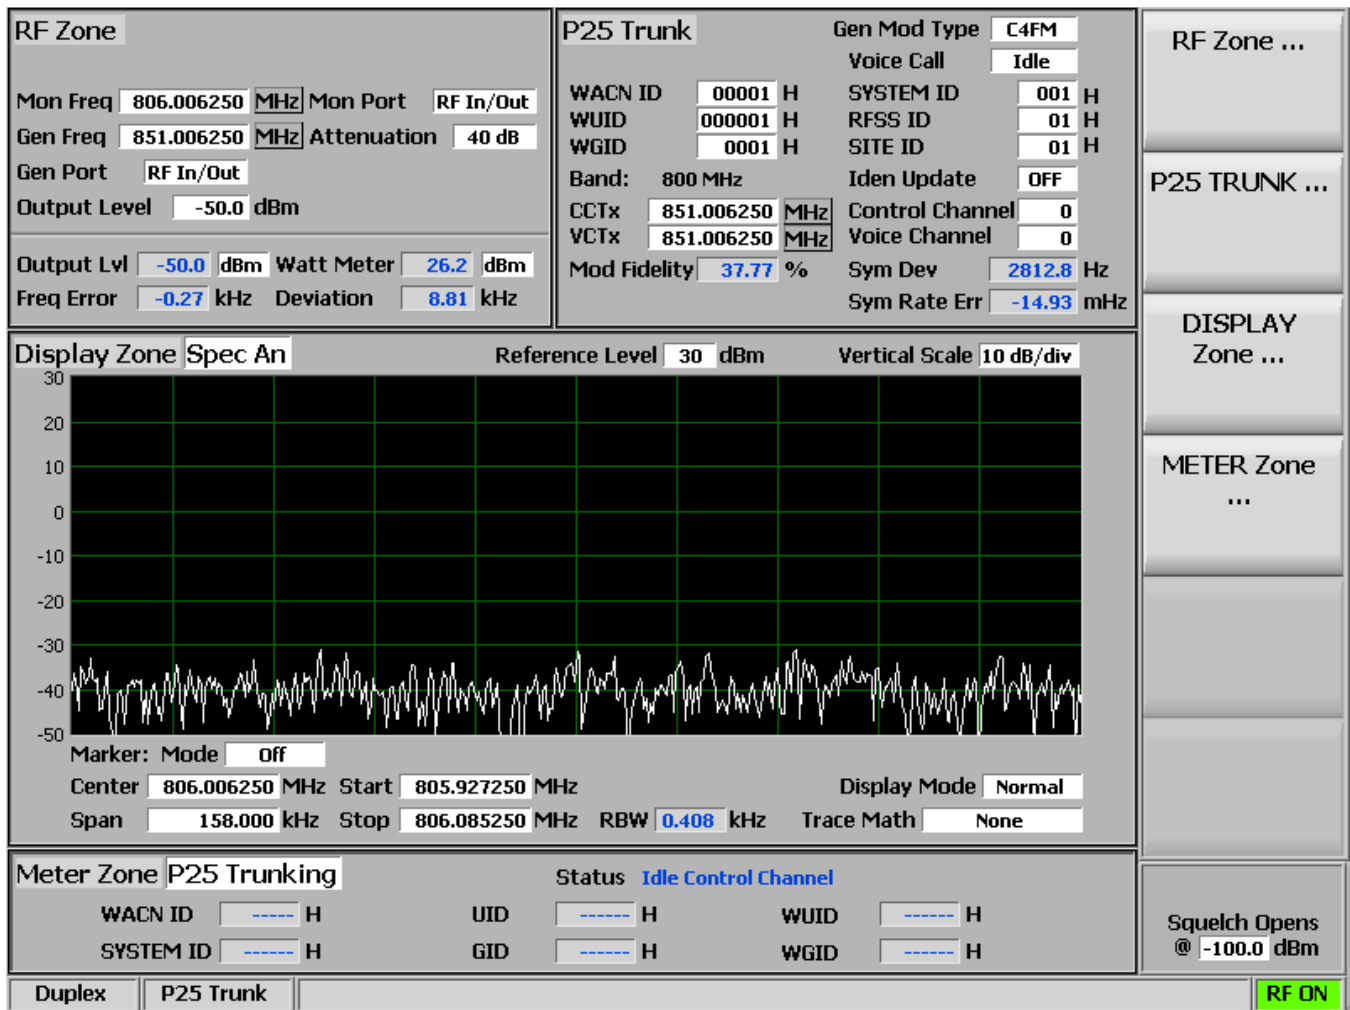 RF Zone
Mon Freq 806.006250 MHz Mon Port RF In/Out
Gen Freq 851.006250 MHz Attenuation 40 dB
Gen Port RF In/Out
Output Level -50.0 dBm
Output Lvl -50.0 dBm Watt Meter 26.2 dBm
Freq Error -0.27 kHz Deviation 8.81 kHz
P25 Trunk Gen Mod Type C4FM
Voice Call Idle
WACN ID 00001 H SYSTEM ID 001 H
WUID 000001 H RFSS ID 01 H
WGID 0001 H SITE ID 01 H
Band: 800 MHz Iden Update OFF
CCTx 851.006250 MHz Control Channel 0
VCTx 851.006250 MHz Voice Channel 0
Mod Fidelity 37.77 % Sym Dev 2812.8 Hz
Sym Rate Err -14.93 mHz
Display Zone Spec An Reference Level 30 dBm Vertical Scale 10 dB/div
30
20
10
0
-10
-20
-30
-40
-50
Marker: Mode Off
Center 806.006250 MHz Start 805.927250 MHz Display Mode Normal
Span 158.000 kHz Stop 806.085250 MHz RBW 0.408 kHz Trace Math None
Meter Zone P25 Trunking Status Idle Control Channel
WACN ID ----- H UID ------ H WUID ------ H
SYSTEM ID ------ H GID ------ H WGID ------ H
Duplex P25 Trunk RF ON
RF Zone ...
P25 TRUNK ...
DISPLAY
Zone ...
METER Zone
...
Squelch Opens
@ -100.0 dBm